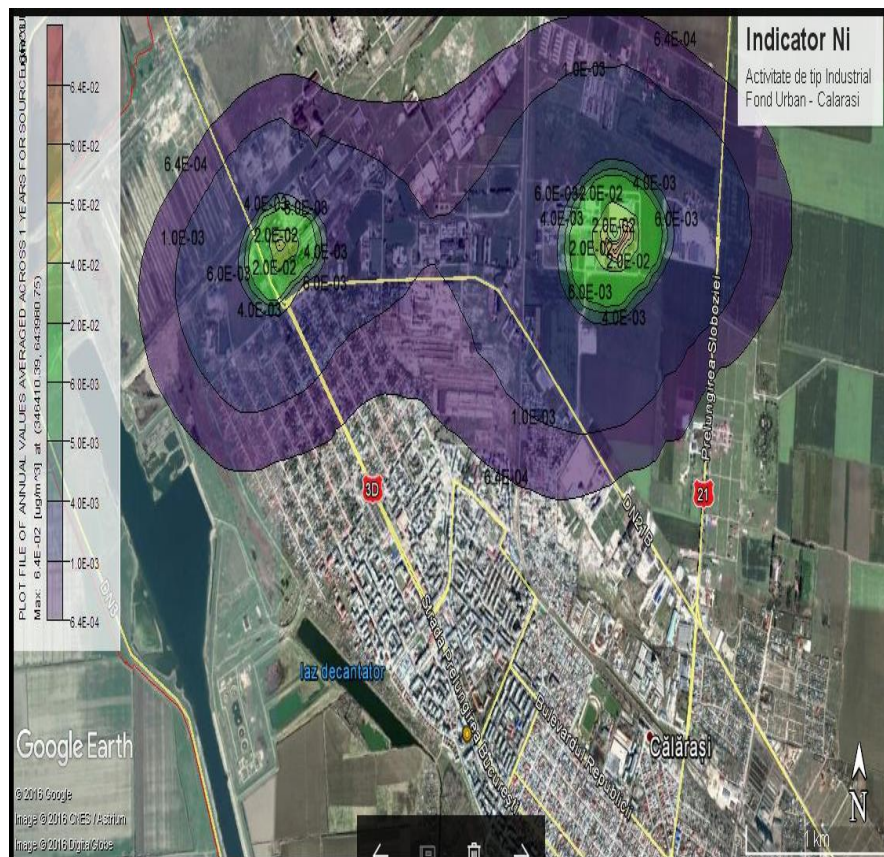 Indicator Ni
Activitate de tip Industrial
Fond Urban - Calarasi
PLOT FILE OF ANNUAL VALUES AVERAGED ACROSS 1 YEARS FOR SOURCE
Max: 6.4E-02 [ug/m^3] at (346410.39, 643980.75)
6.4E-02
6.0E-02
5.0E-02
4.0E-02
2.0E-02
6.0E-03
5.0E-03
4.0E-03
1.0E-03
6.4E-04
6.4E-04
1.0E-03
6.4E-04
1.0E-03
4.0E-03
6.0E-03
2.0E-02
4.0E-03
6.0E-03
2.0E-02
6.0E-03
4.0E-03
6.0E-03
2.0E-02
4.0E-03
4.0E-03
2.0E-02
6.0E-03
2.0E-02
2.0E-02
6.0E-03
4.0E-03
1.0E-03
6.4E-04
Prelungirea-Sloboziei
3D
21
DN21B
DN3
Strada Prelungirea București
Bulevardul Republicii
Iaz decantator
Călărași
Google Earth
© 2016 Google
Image © 2016 CNES / Astrium
Image © 2016 DigitalGlobe
N
1 km